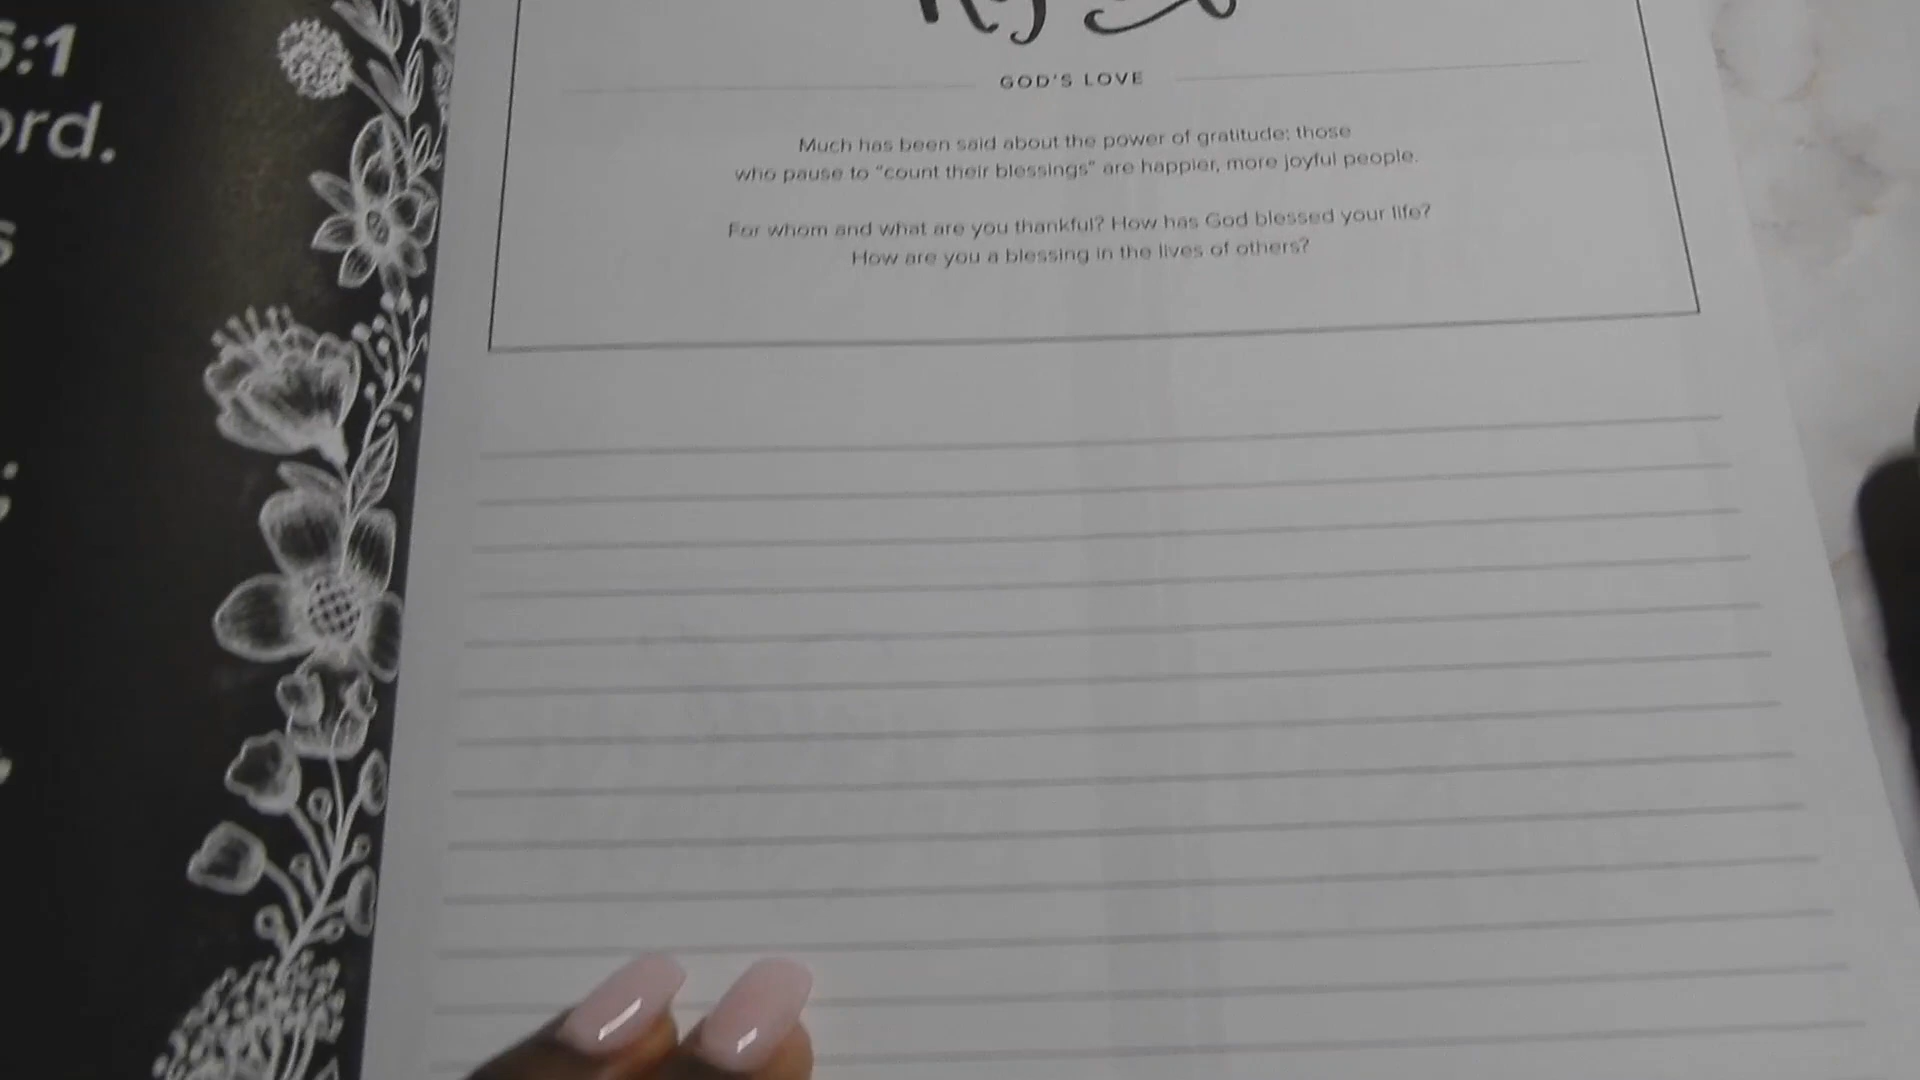 6:1
ord.
GOD'S LOVE
Much has been said about the power of gratitude: those
who pause to "count their blessings" are happier, more joyful people.
For whom and what are you thankful? How has God blessed your life?
How are you a blessing in the lives of others?